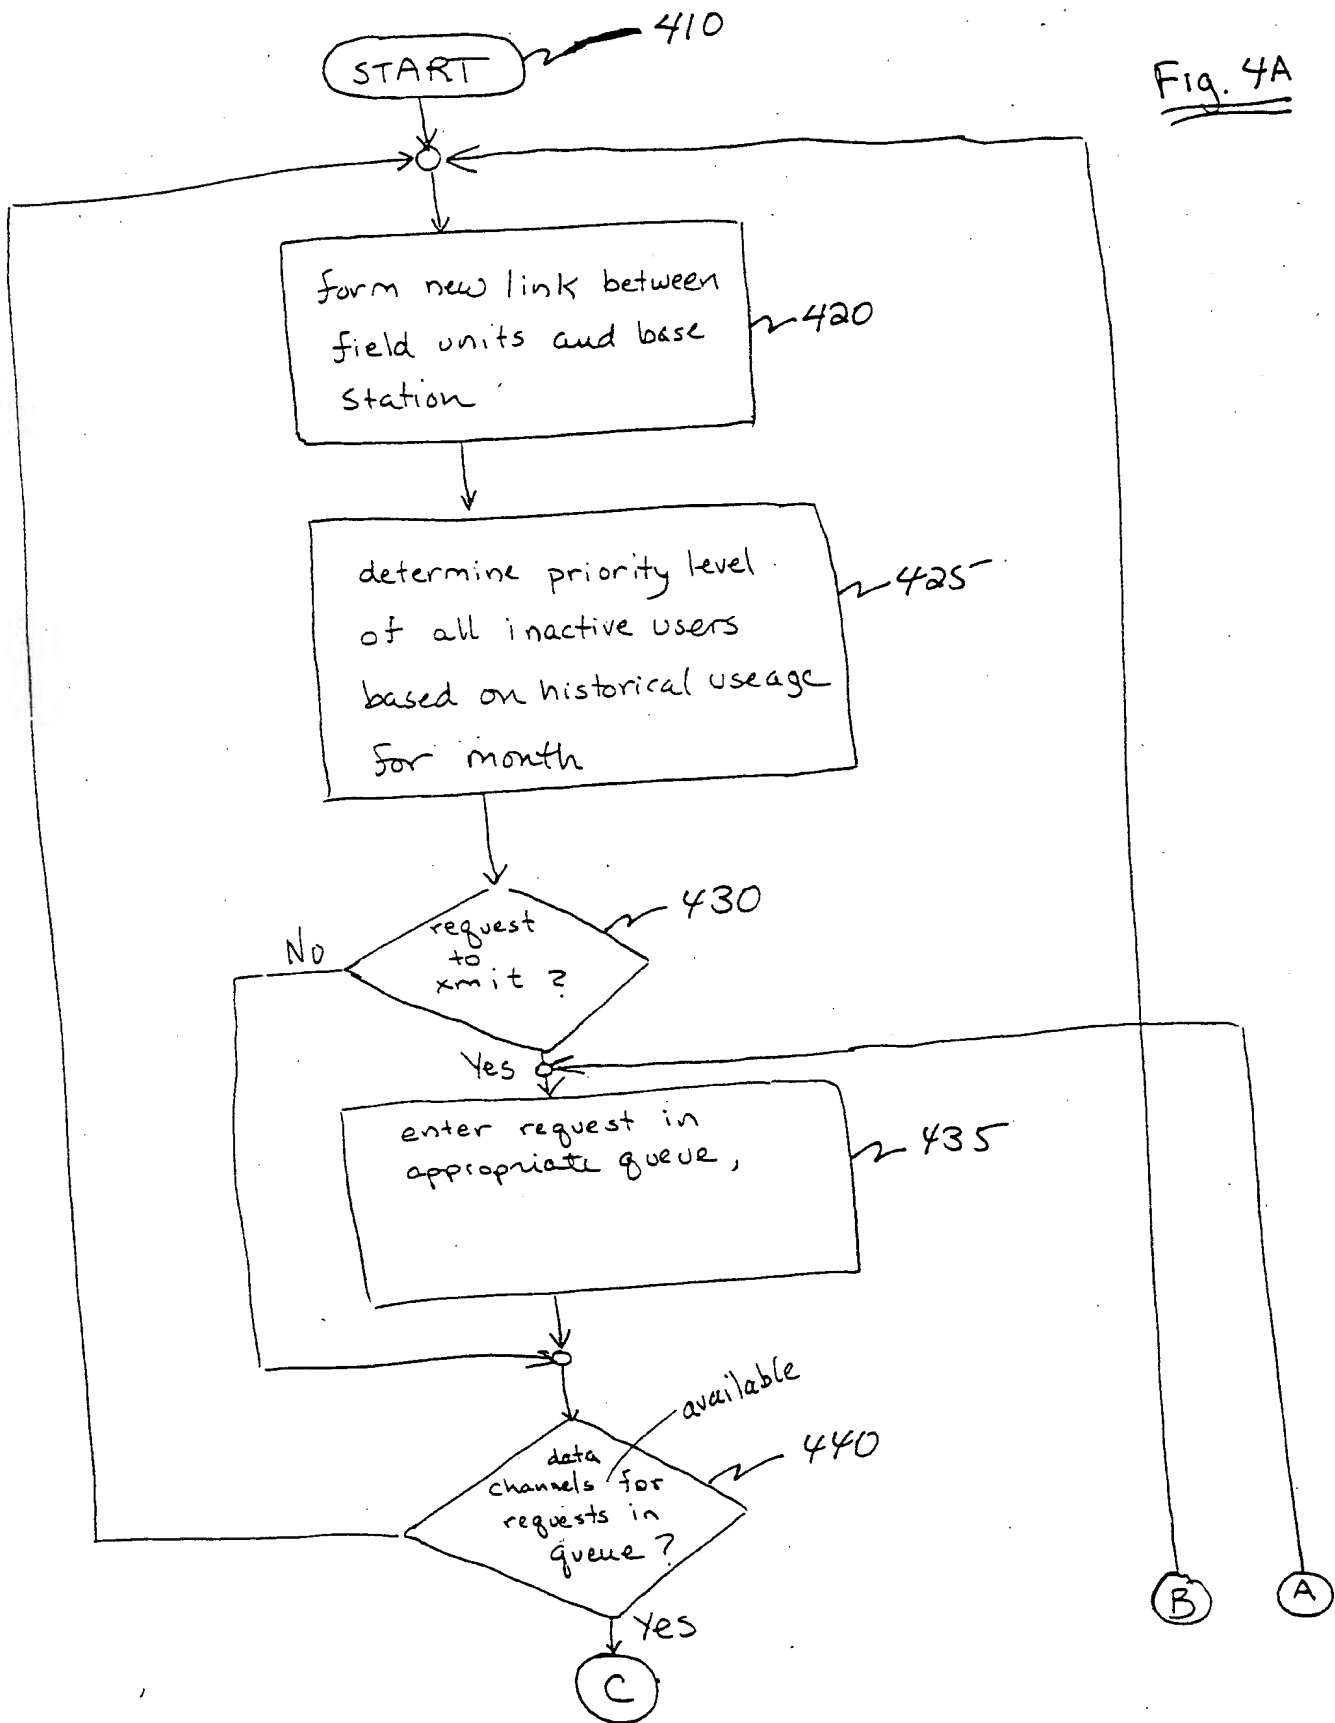 START
410
Fig. 4A
form new link between
field units and base
station
420
determine priority level
of all inactive users
based on historical useage
for month
425
430
request
to
xmit ?
No
Yes
enter request in
appropriate queue,
435
available
440
data
channels for
requests in
queue ?
Yes
B
A
C